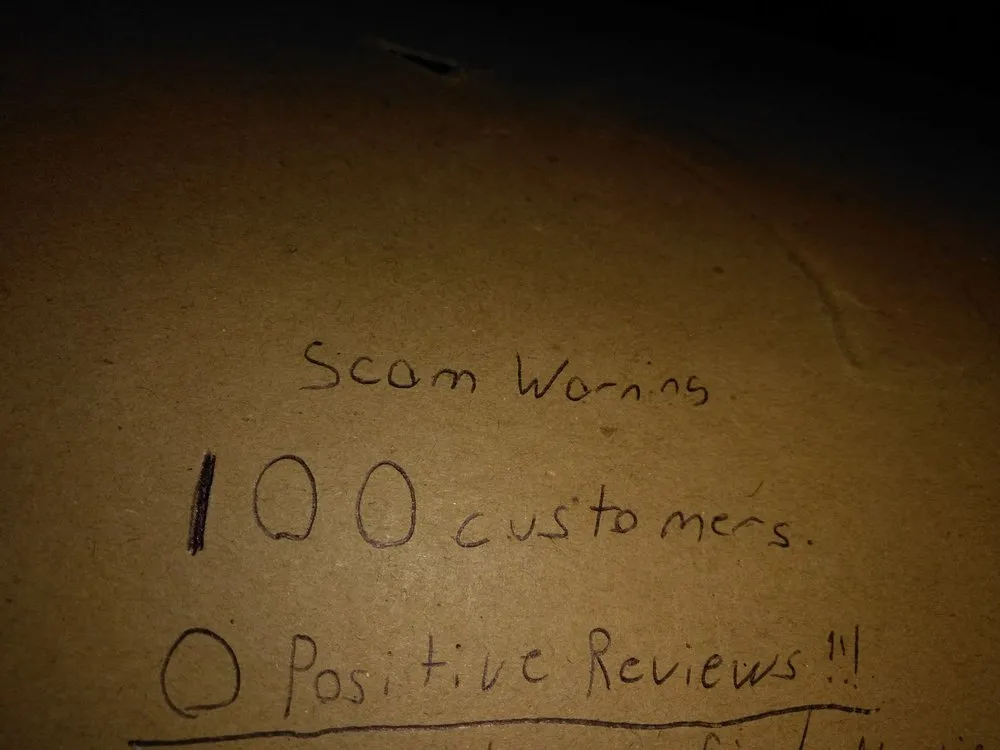 Scam Warning
100 customers.
0 Positive Reviews!!!